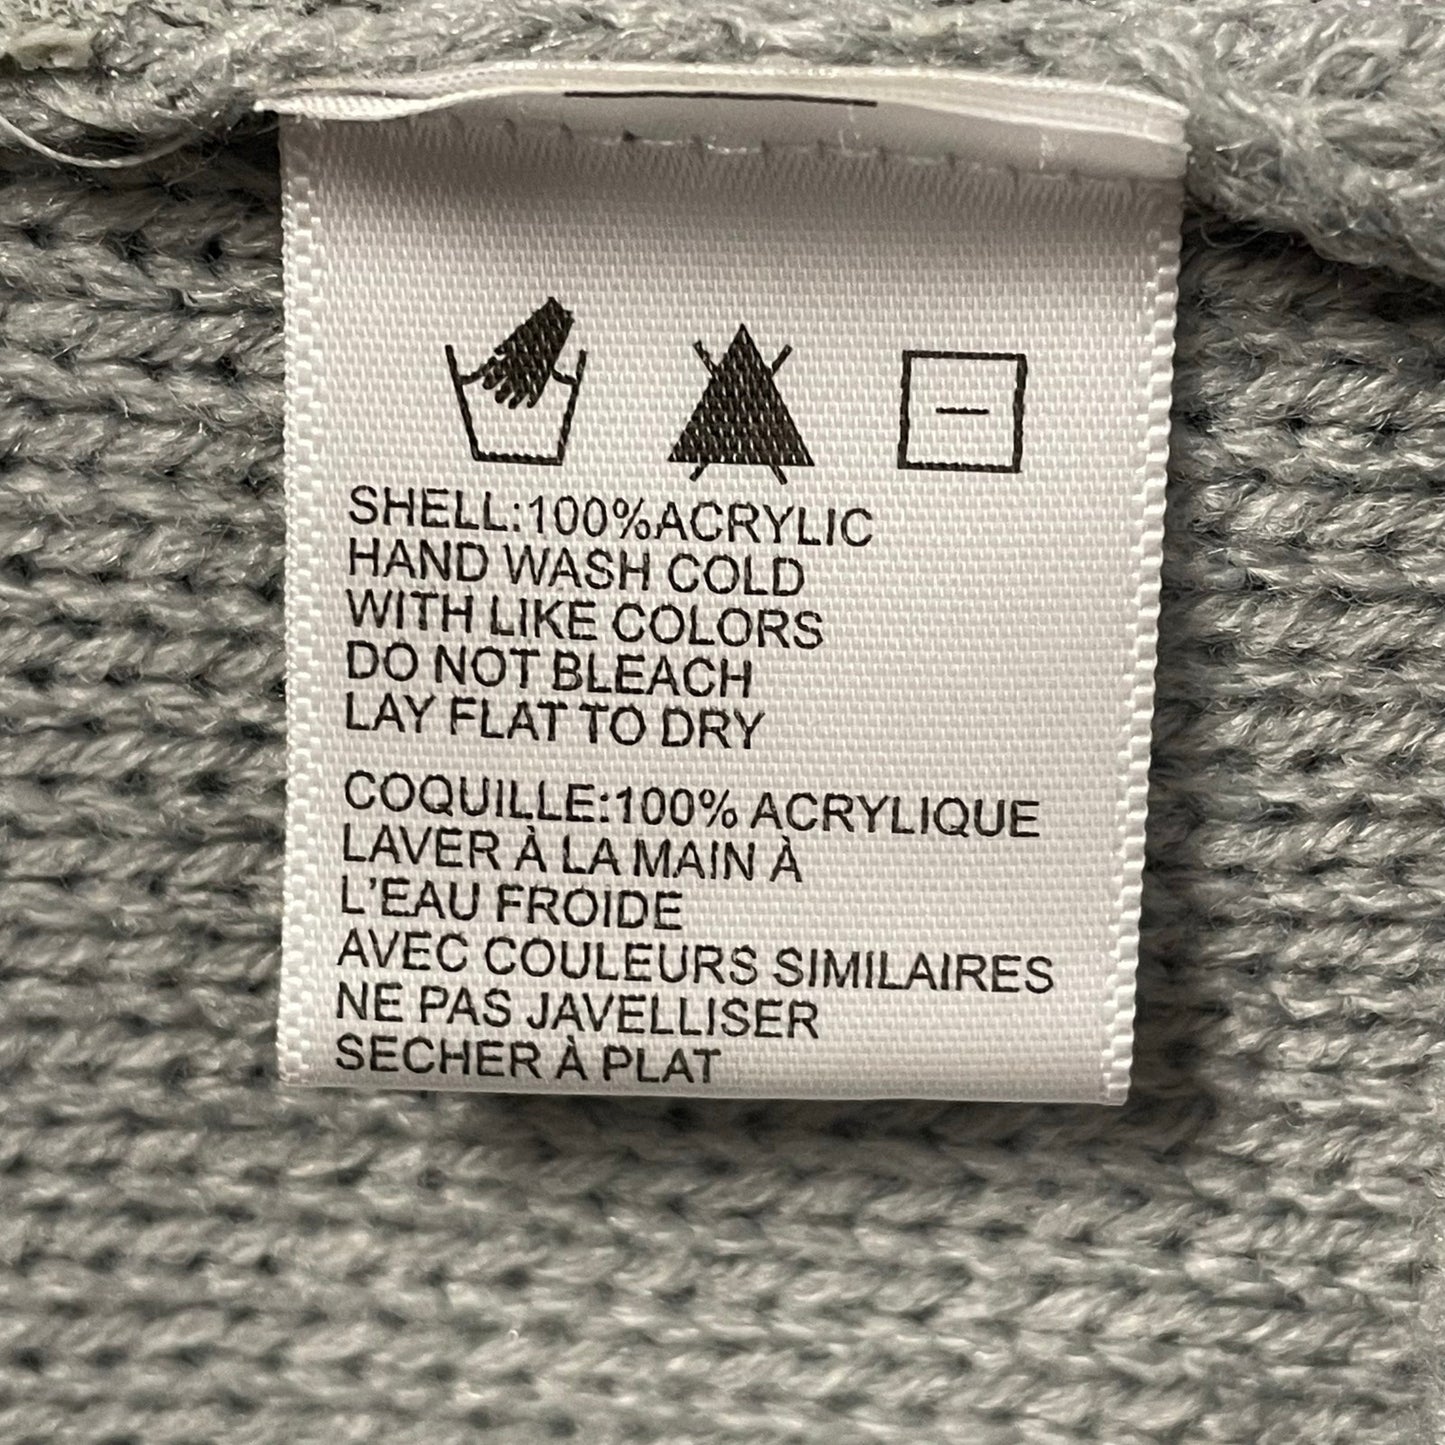 SHELL:100%ACRYLIC
HAND WASH COLD
WITH LIKE COLORS
DO NOT BLEACH
LAY FLAT TO DRY
COQUILLE:100% ACRYLIQUE
LAVER À LA MAIN À
L'EAU FROIDE
AVEC COULEURS SIMILAIRES
NE PAS JAVELLISER
SECHER À PLAT